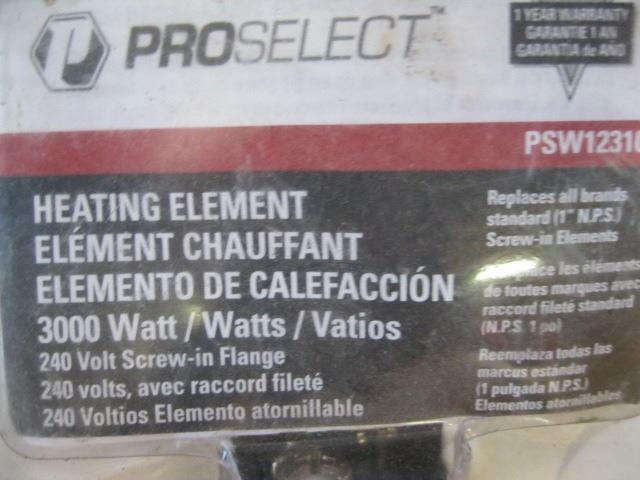 PROSELECT™
1 YEAR WARRANTY
GARANTIE 1 AN
GARANTIA de AÑO
PSW12310
HEATING ELEMENT
ELÉMENT CHAUFFANT
ELEMENTO DE CALEFACCIÓN
3000 Watt / Watts / Vatios
240 Volt Screw-in Flange
240 volts, avec raccord fileté
240 Voltios Elemento atornillable
Replaces all brands
standard (1" N.P.S.)
Screw-in Elements
les éléments
de toutes marques avec
raccord fileté standard
(N.P.S. 1 po)
Reemplaza todas las
marcus estándar
(1 pulgada N.P.S.)
Elementos atornillables